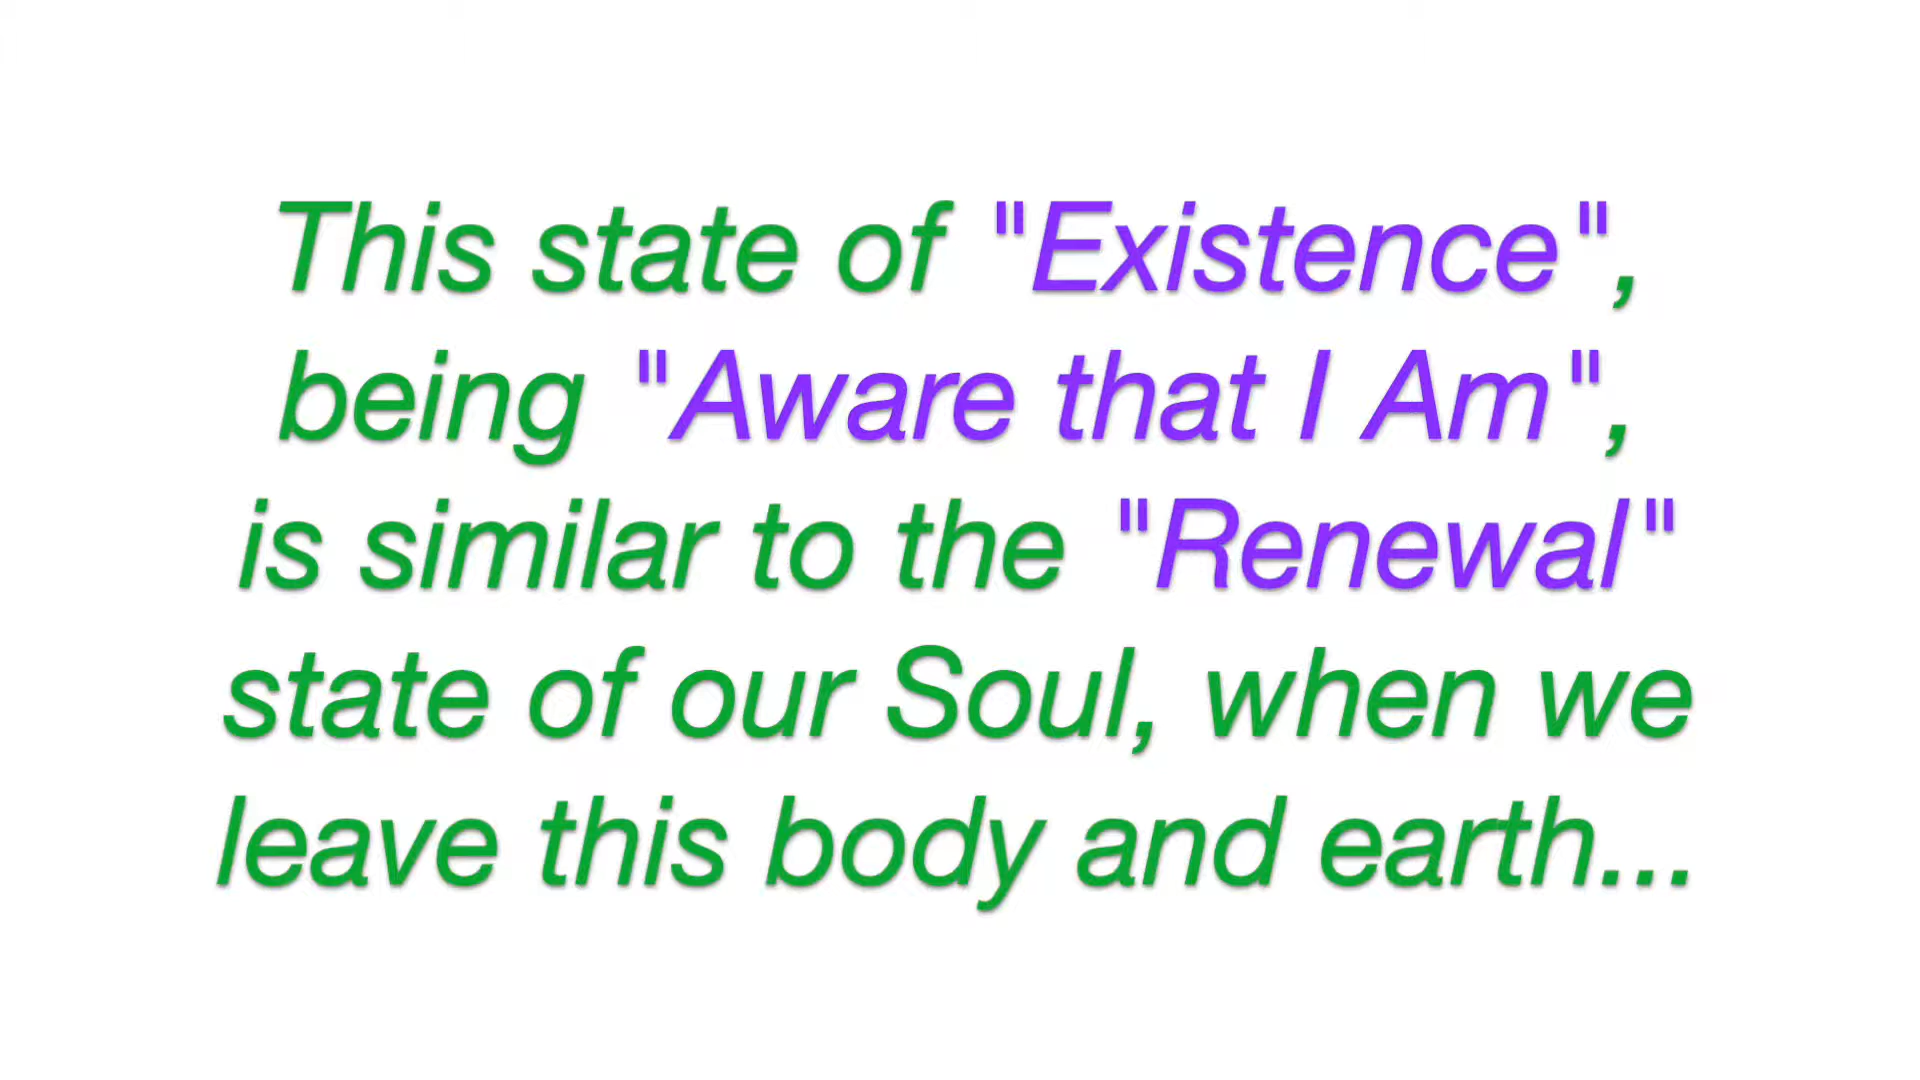 This state of "Existence",
being "Aware that I Am",
is similar to the "Renewal"
state of our Soul, when we
leave this body and earth...